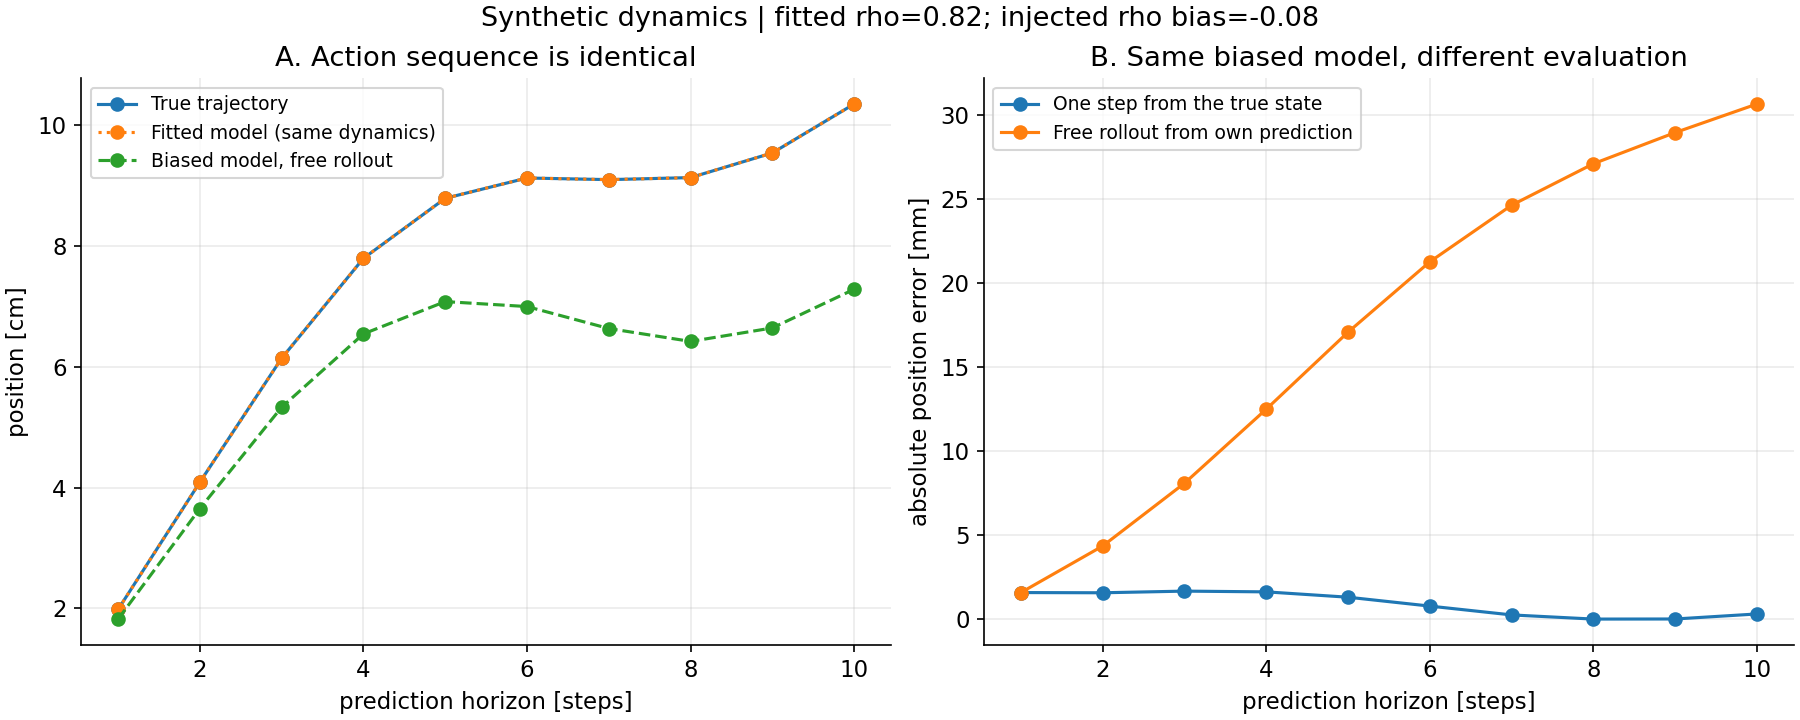 Synthetic dynamics | fitted rho=0.82; injected rho bias=-0.08
A. Action sequence is identical
True trajectory
Fitted model (same dynamics)
Biased model, free rollout
position [cm]
10
8
6
4
2
2 4 6 8 10
prediction horizon [steps]
B. Same biased model, different evaluation
One step from the true state
Free rollout from own prediction
absolute position error [mm]
30
25
20
15
10
5
0
2 4 6 8 10
prediction horizon [steps]